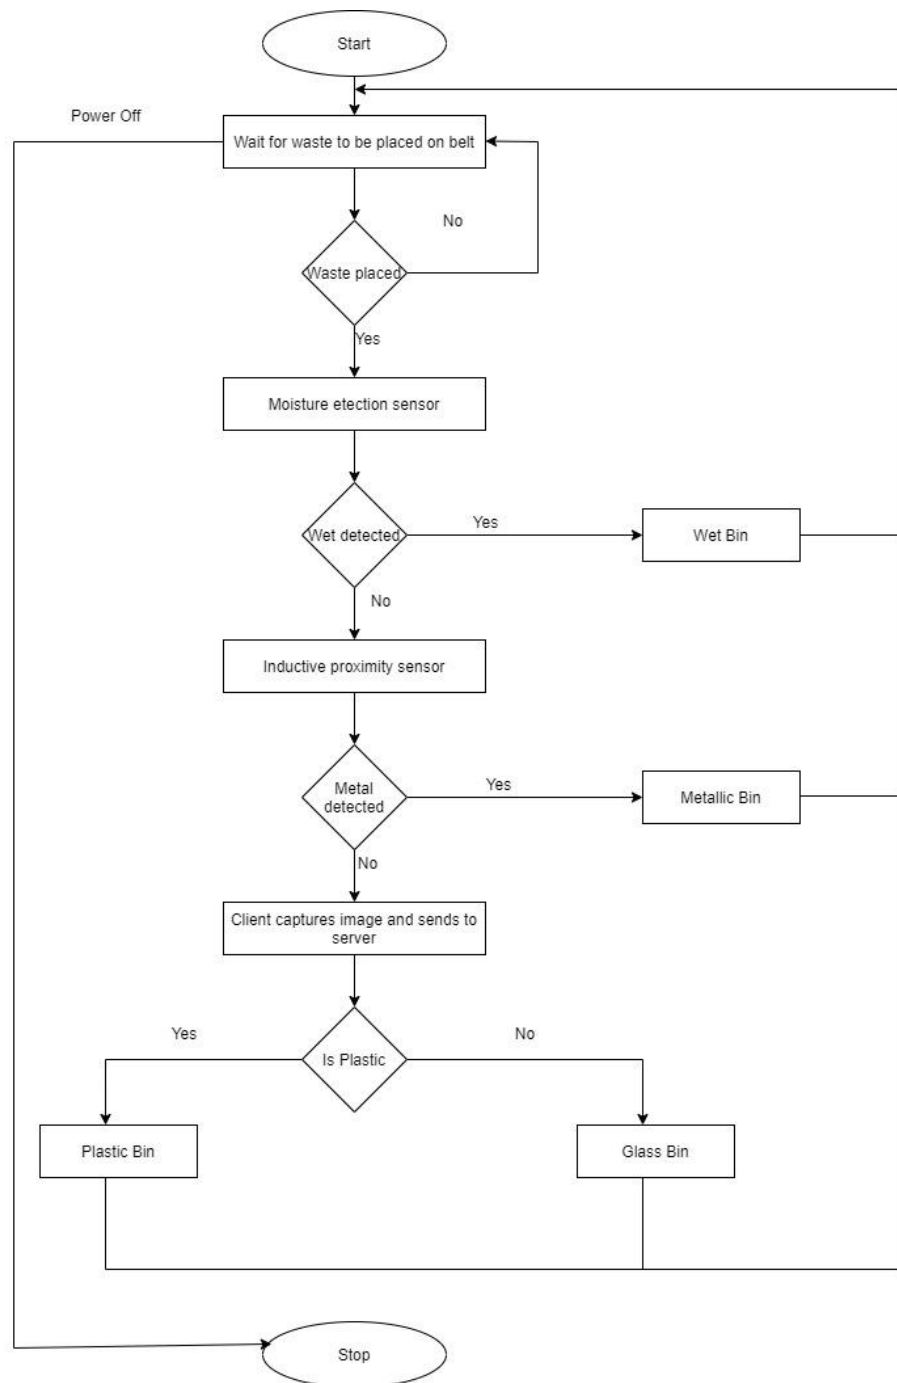 Start
Power Off
Wait for waste to be placed on belt
No
Waste placed
Yes
Moisture etection sensor
Wet detected
Yes
Wet Bin
No
Inductive proximity sensor
Metal
detected
Yes
Metallic Bin
No
Client captures image and sends to
server
Yes
Is Plastic
No
Plastic Bin
Glass Bin
Stop